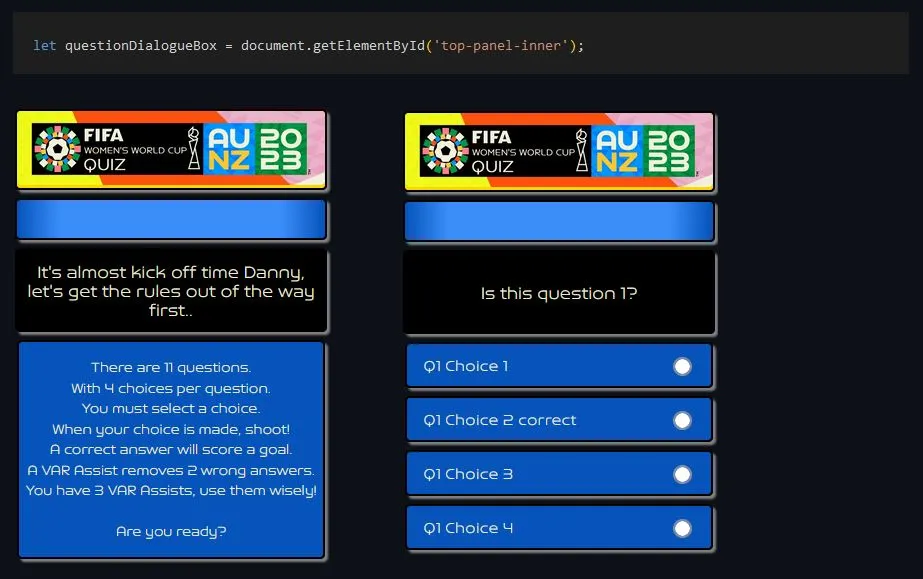 let questionDialogueBox = document.getElementById('top-panel-inner');
FIFA
WOMEN'S WORLD CUP
QUIZ
AU
NZ
20
23
It's almost kick off time Danny,
let's get the rules out of the way
first..
There are 11 questions.
With 4 choices per question.
You must select a choice.
When your choice is made, shoot!
A correct answer will score a goal.
A VAR Assist removes 2 wrong answers.
You have 3 VAR Assists, use them wisely!
Are you ready?
FIFA
WOMEN'S WORLD CUP
QUIZ
AU
NZ
20
23
Is this question 1?
Q1 Choice 1
Q1 Choice 2 correct
Q1 Choice 3
Q1 Choice 4